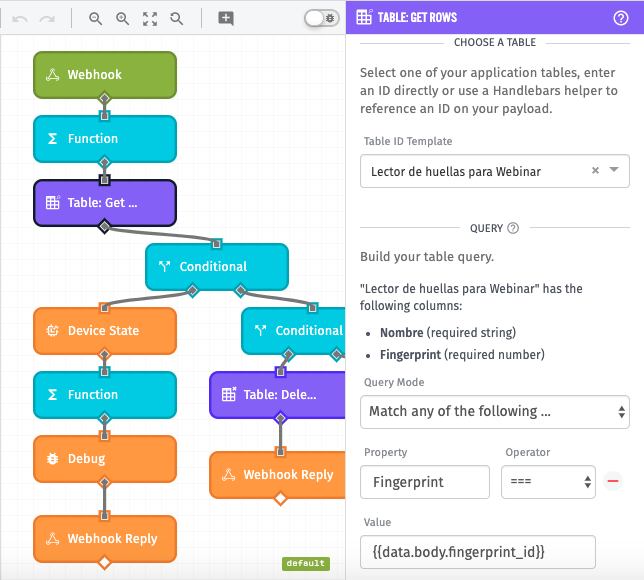 Webhook
Function
Table: Get ...
Conditional
Device State
Conditional
Function
Table: Dele...
Debug
Webhook Reply
Webhook Reply
default
TABLE: GET ROWS
CHOOSE A TABLE
Select one of your application tables, enter
an ID directly or use a Handlebars helper to
reference an ID on your payload.
Table ID Template
Lector de huellas para Webinar
QUERY
Build your table query.
"Lector de huellas para Webinar" has the
following columns:
• Nombre (required string)
• Fingerprint (required number)
Query Mode
Match any of the following ...
Property Operator
Fingerprint ===
Value
{{data.body.fingerprint_id}}